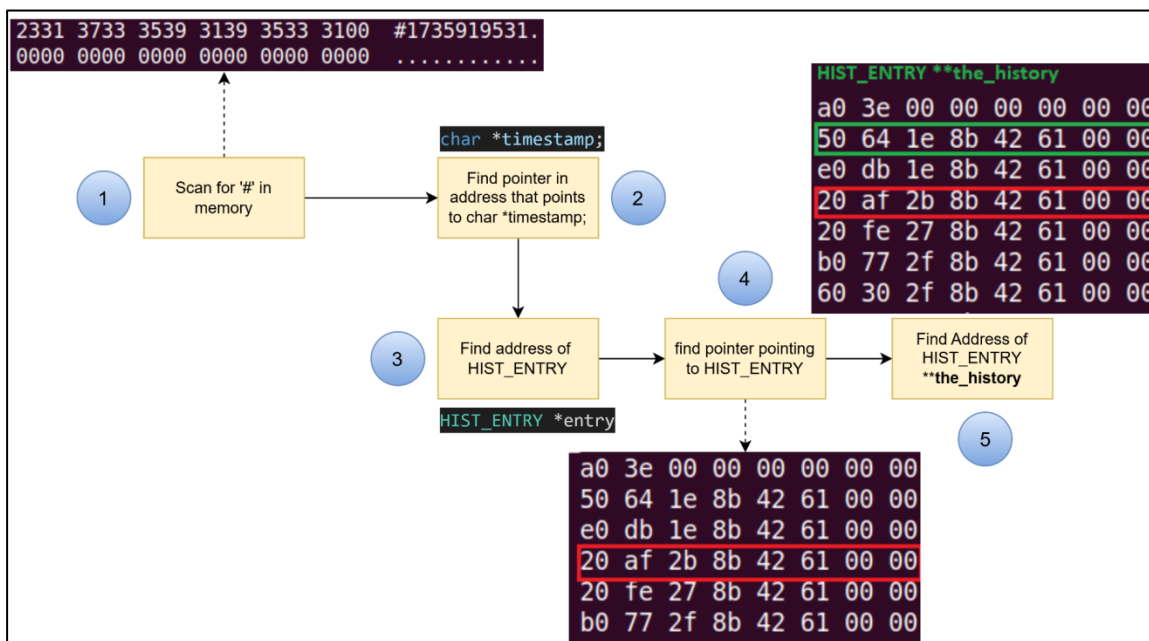 2331 3733 3539 3139 3533 3100 #1735919531.
0000 0000 0000 0000 0000 0000 ............
HIST_ENTRY **the_history
a0 3e 00 00 00 00 00 00
50 64 1e 8b 42 61 00 00
e0 db 1e 8b 42 61 00 00
20 af 2b 8b 42 61 00 00
20 fe 27 8b 42 61 00 00
b0 77 2f 8b 42 61 00 00
60 30 2f 8b 42 61 00 00
1
Scan for '#' in
memory
char *timestamp;
Find pointer in
address that points
to char *timestamp;
2
3
Find address of
HIST_ENTRY
HIST_ENTRY *entry
4
find pointer pointing
to HIST_ENTRY
Find Address of
HIST_ENTRY
**the_history
5
a0 3e 00 00 00 00 00 00
50 64 1e 8b 42 61 00 00
e0 db 1e 8b 42 61 00 00
20 af 2b 8b 42 61 00 00
20 fe 27 8b 42 61 00 00
b0 77 2f 8b 42 61 00 00